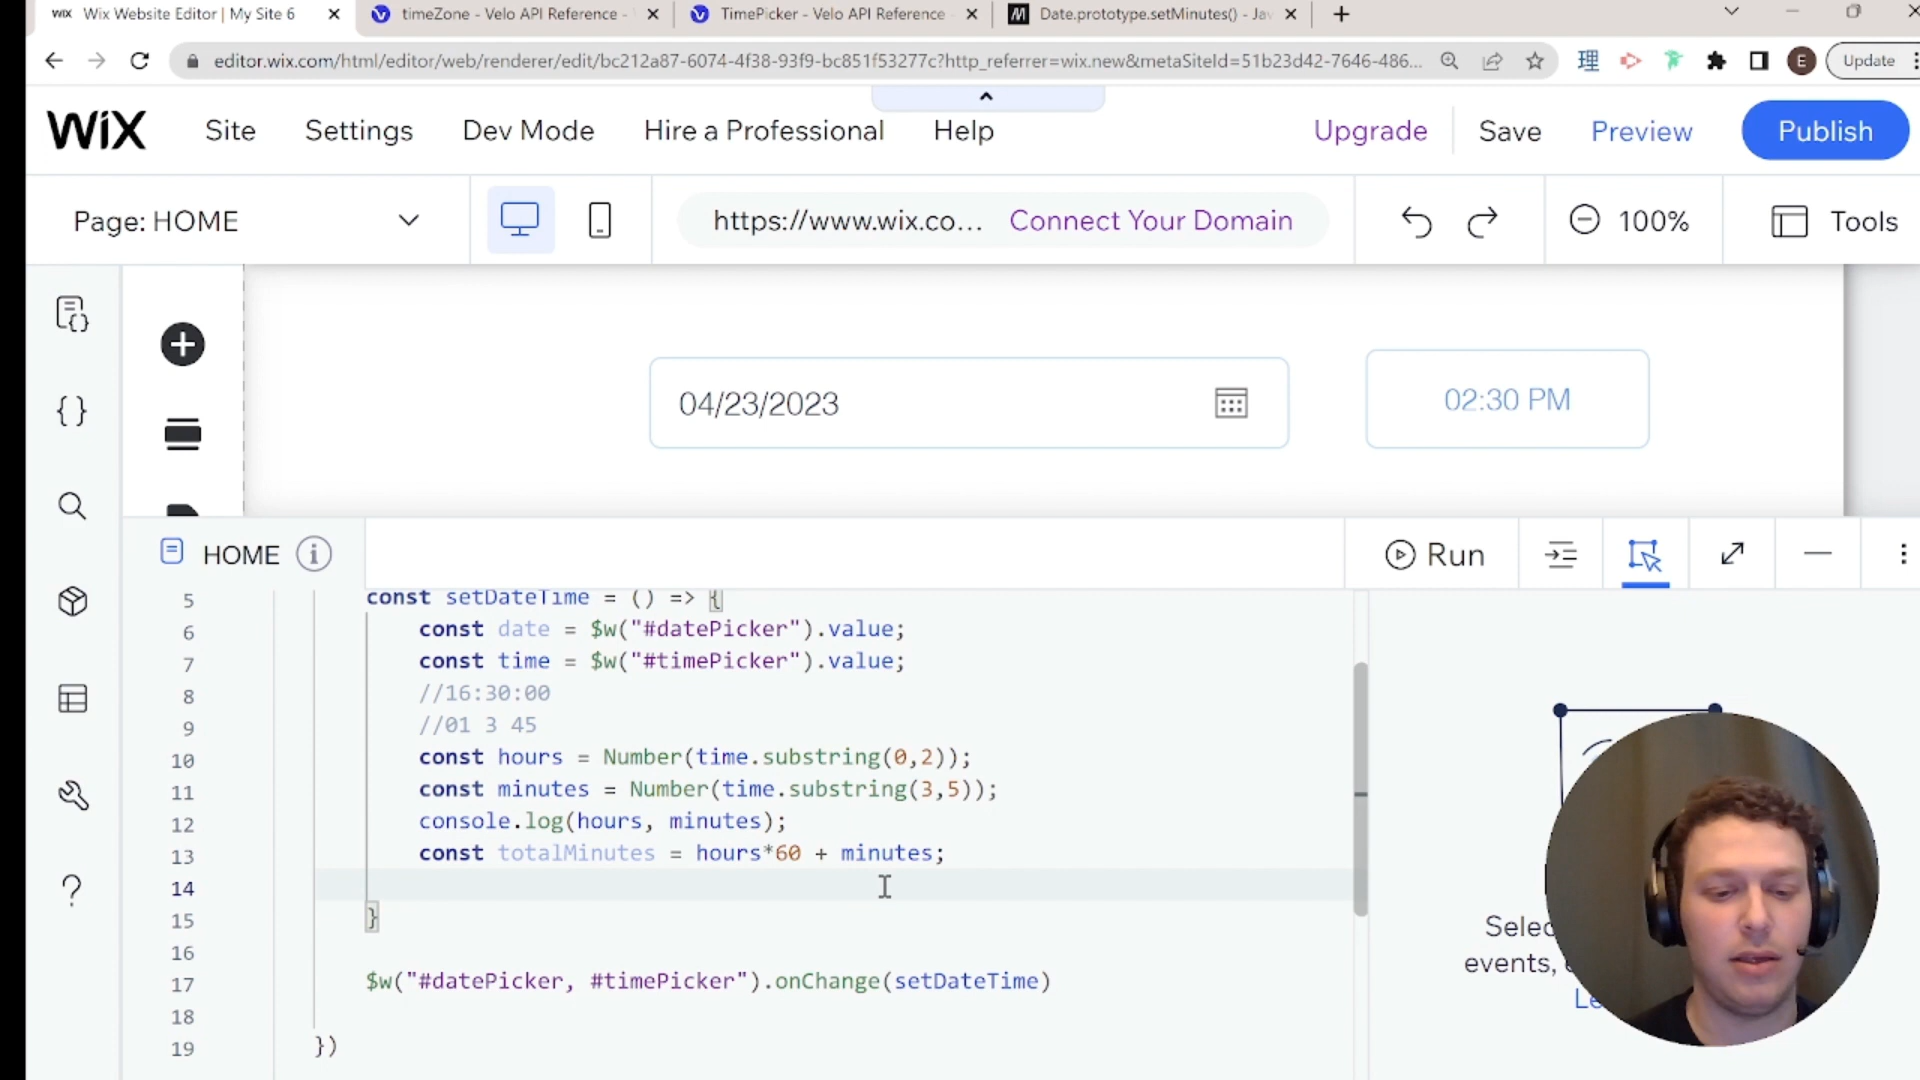 WiX Wix Website Editor | My Site 6
timeZone - Velo API Reference -
TimePicker - Velo API Reference
Date.prototype.setMinutes() - Jav
editor.wix.com/html/editor/web/renderer/edit/bc212a87-6074-4f38-93f9-bc851f53277c?http_referrer=wix.new&metaSiteId=51b23d42-7646-486...
理
E
Update
WiX
Site
Settings
Dev Mode
Hire a Professional
Help
Upgrade
Save
Preview
Publish
Page: HOME
https://www.wix.co...
Connect Your Domain
100%
Tools
04/23/2023
02:30 PM
HOME
Run
5 const setDateTime = () => {
6 const date = $w("#datePicker").value;
7 const time = $w("#timePicker").value;
8 //16:30:00
9 //01 3 45
10 const hours = Number(time.substring(0,2));
11 const minutes = Number(time.substring(3,5));
12 console.log(hours, minutes);
13 const totalMinutes = hours*60 + minutes;
14
15 }
16
17 $w("#datePicker, #timePicker").onChange(setDateTime)
18
19 })
Selec
events,
Le